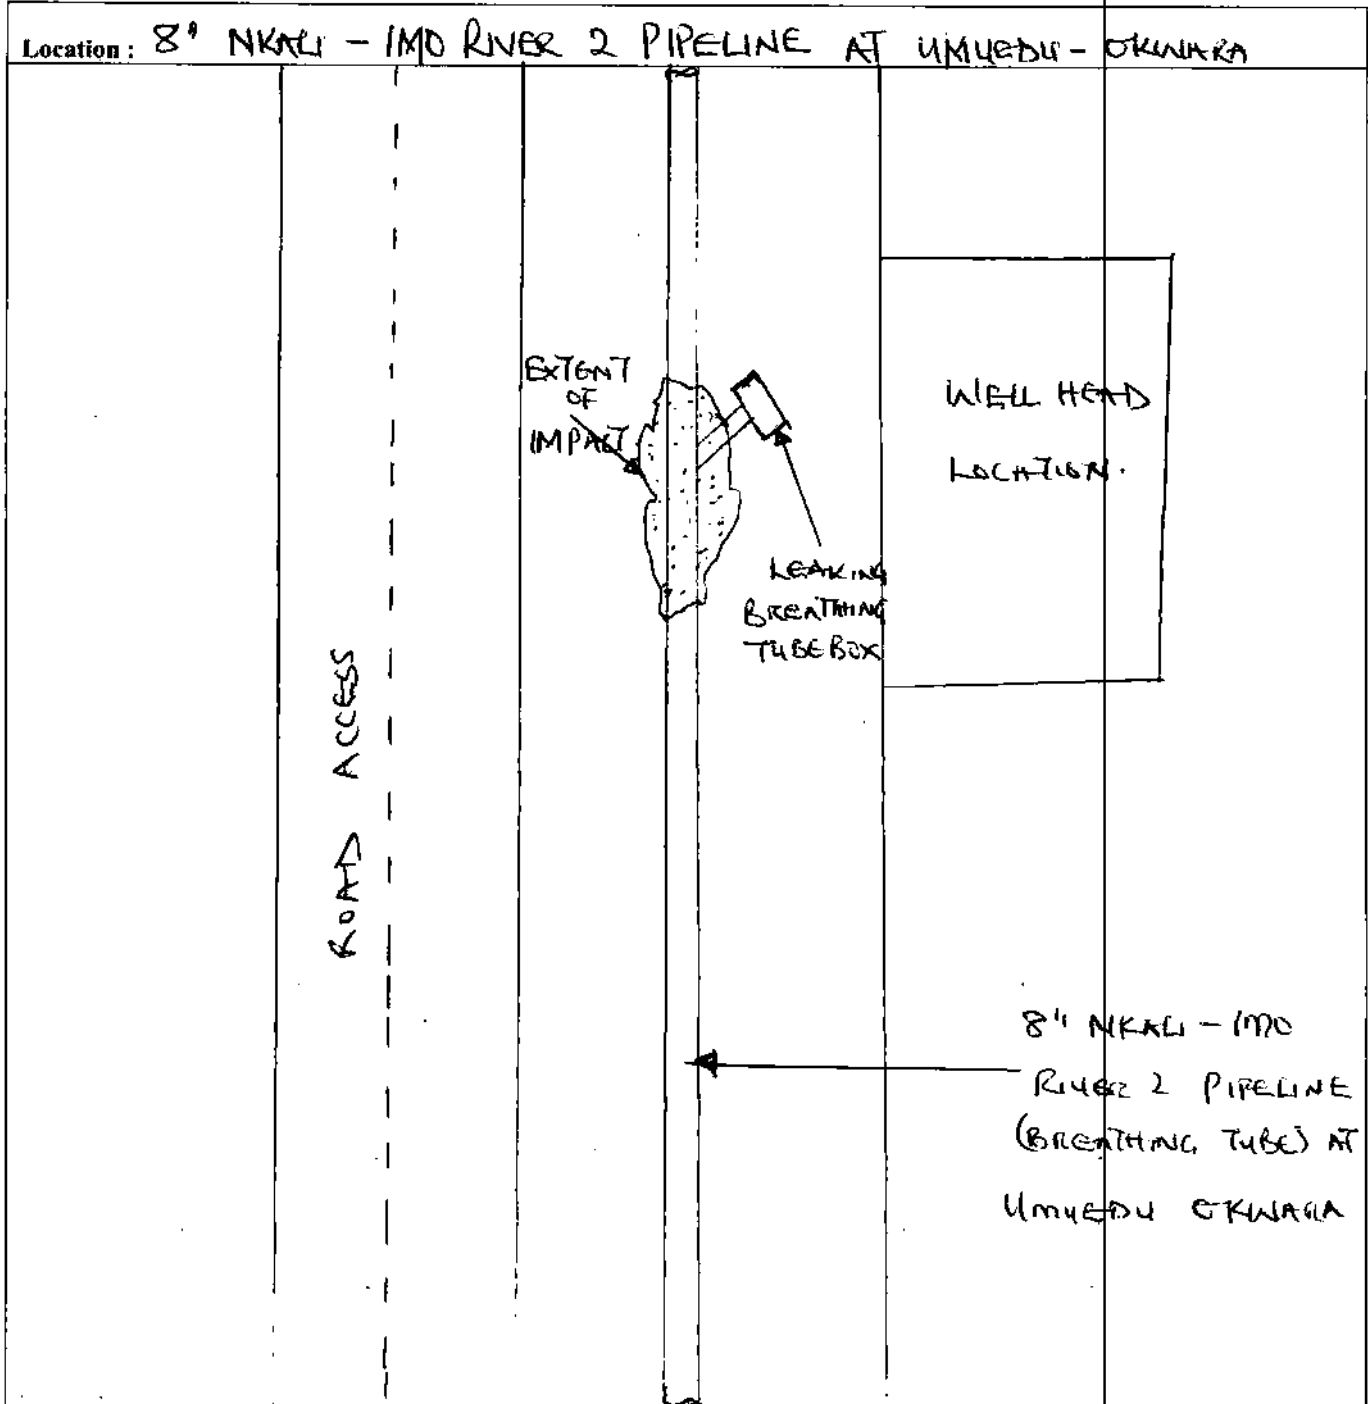 Location : 8" NKALI - IMO RIVER 2 PIPELINE AT UMUEDU - OKWARA
EXTENT
OF
IMPACT
WELL HEAD
LOCATION.
LEAKING
BREATHING
TUBE BOX
ROAD ACCESS
8" NKALI - IMO
RIVER 2 PIPELINE
(BREATHING TUBE) AT
UMUEDU OKWARA